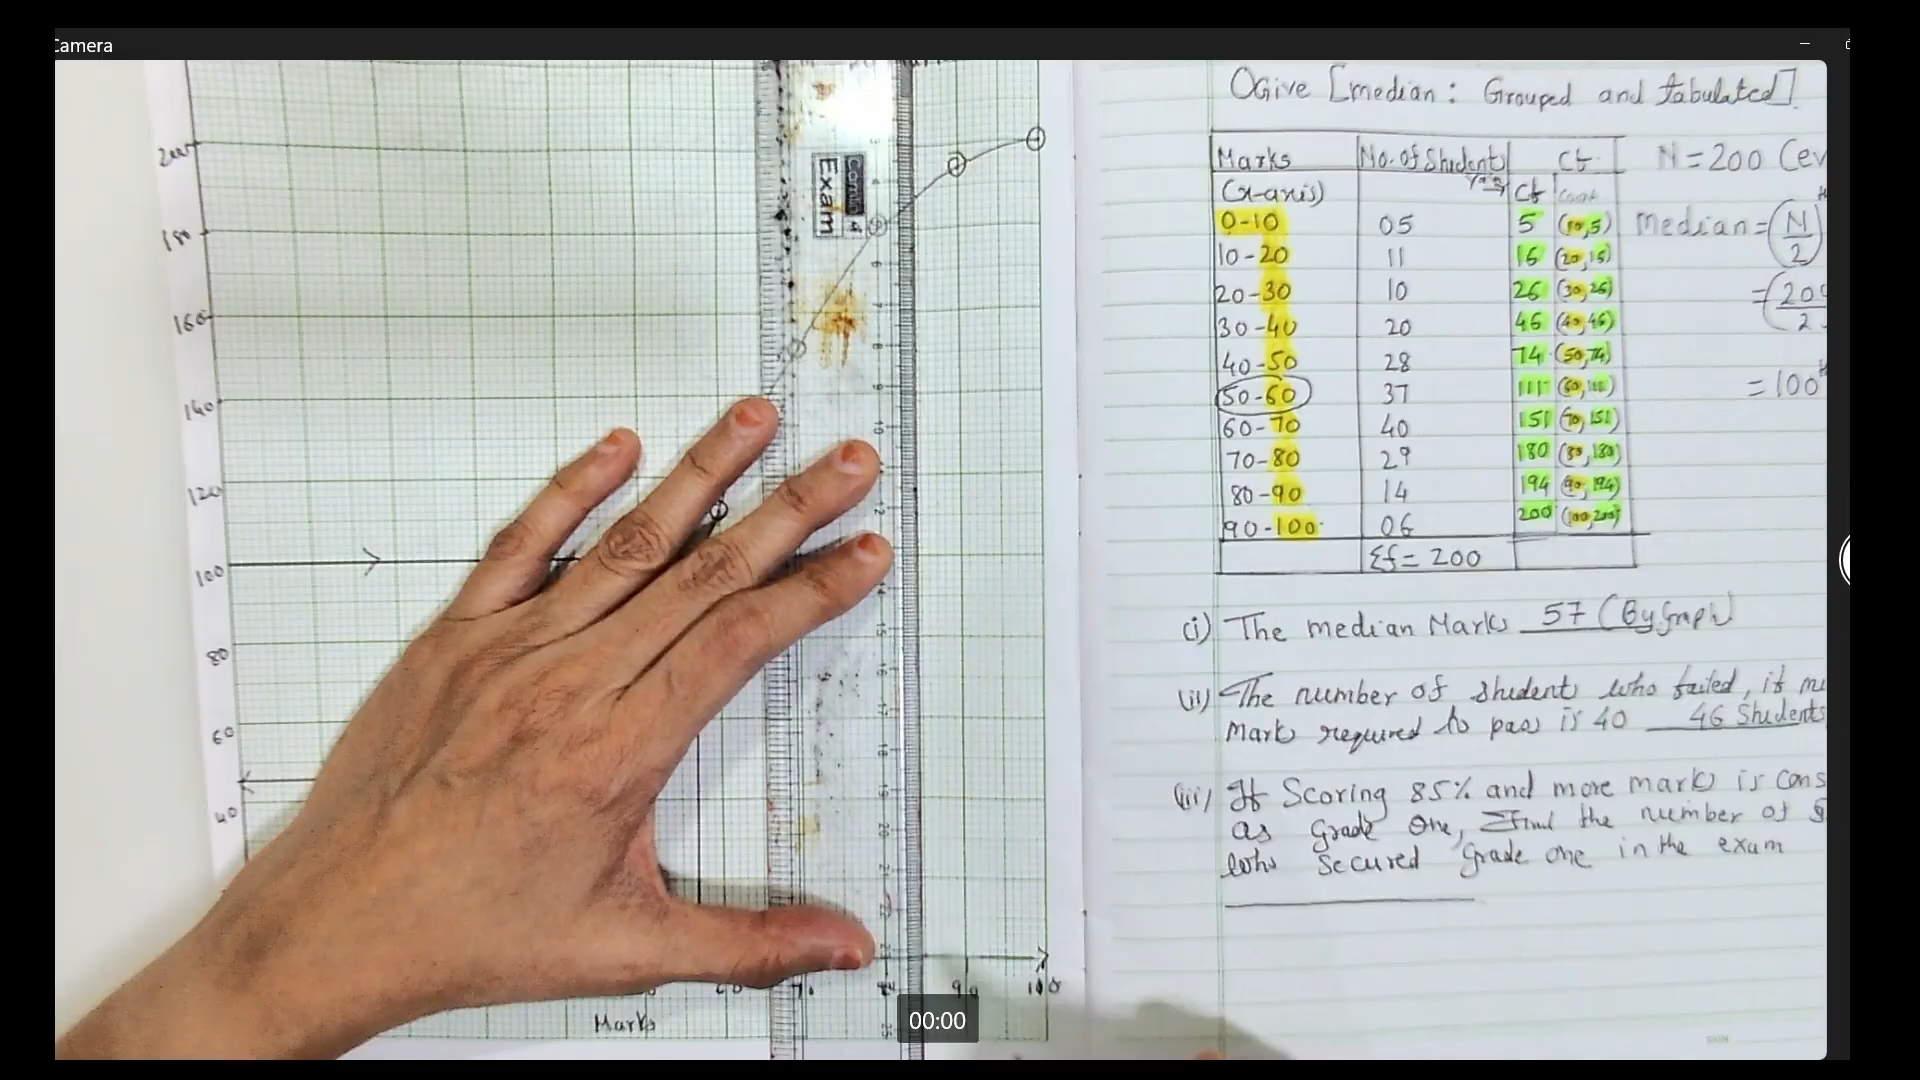 Camera
200
180
160
140
120
100
80
60
40
Exam
90 100
Marks
00:00
OGive [median: Grouped and tabulated].
Marks No. of Students Cf
(x-axis) Cf
N = 200
0-10 05 5 (10,5)
10-20 11 16 (20,16)
20-30 10 26 (30,26)
30-40 20 46 (40,46)
40-50 28 74 (50,74)
50-60 37 111 (60,111)
60-70 40 151 (70,151)
70-80 29 180 (80,180)
80-90 14 194 (90,194)
90-100 06 200 (100,200)
Σf = 200
median = (N/2)
= 100
(i) The median Marks 57 (By Graph)
(ii) The number of students who failed, if
Marks required to pass is 40 46 Students
(iii) If Scoring 85% and more mark is
as grade one, Find the number of
who secured grade one in the exam